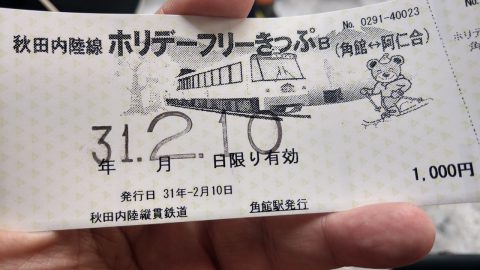 No. 0291-40023
秋田内陸線 ホリデーフリーきっぷB (角館↔阿仁合)
31.2.10
年 月 日限り有効
1,000円
発行日 31年-2月10日
秋田内陸縦貫鉄道 角館駅発行